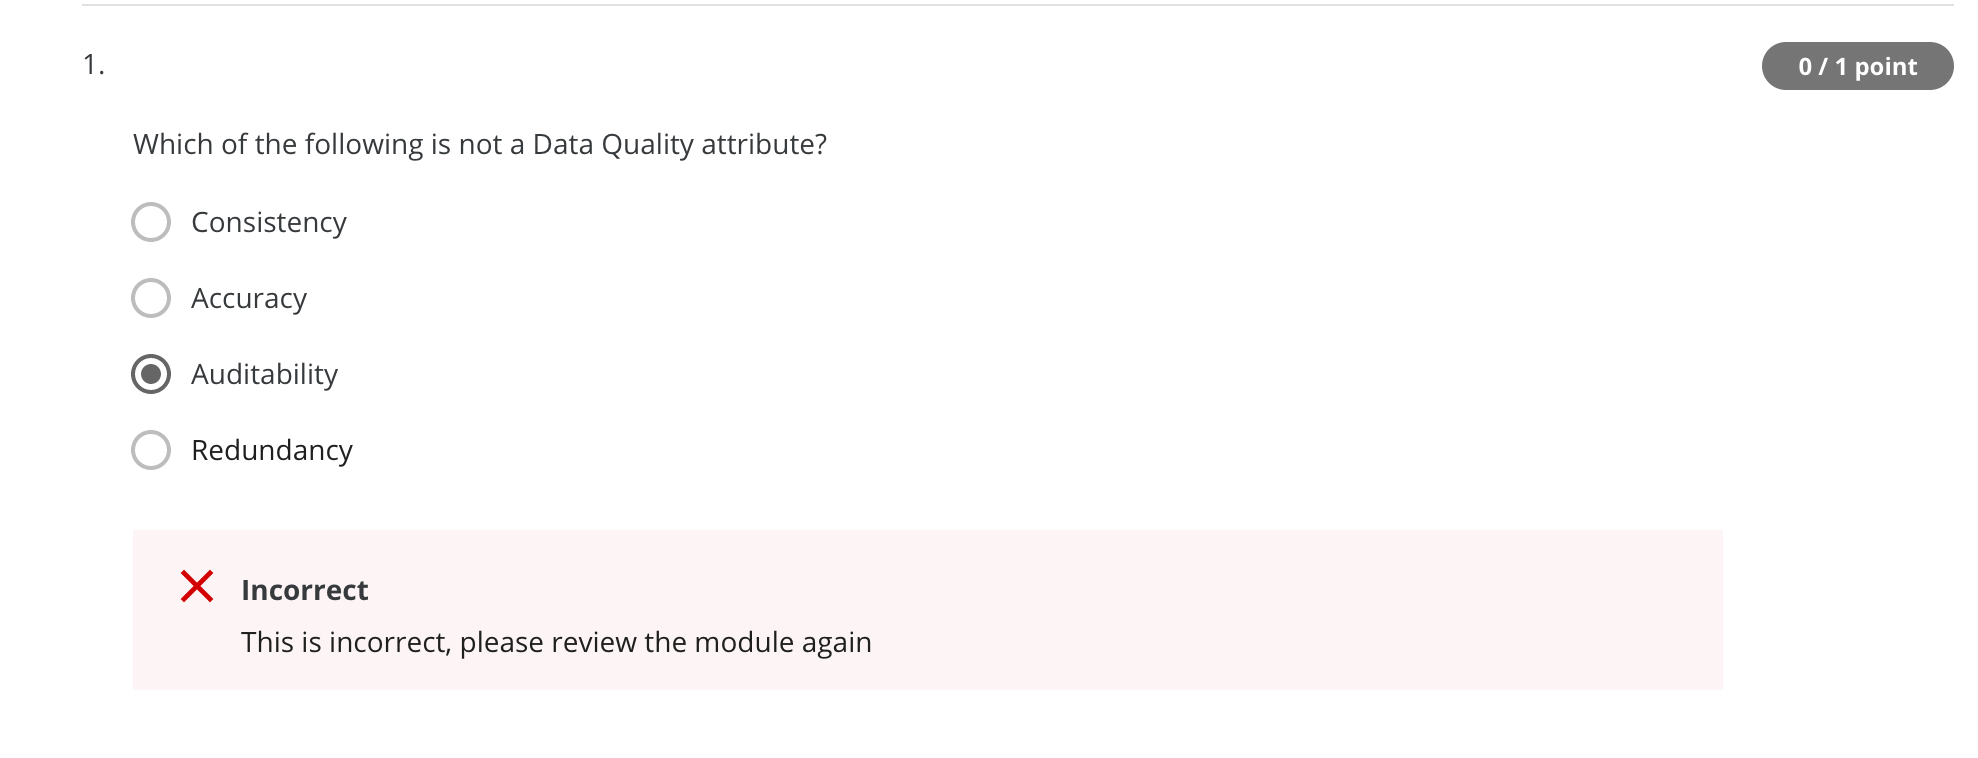 1.
0 / 1 point
Which of the following is not a Data Quality attribute?
Consistency
Accuracy
Auditability
Redundancy
Incorrect
This is incorrect, please review the module again